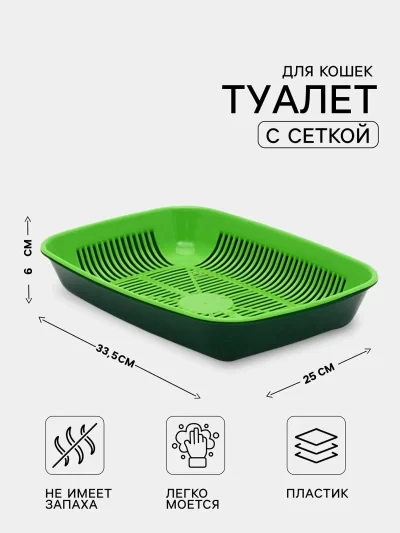 ДЛЯ КОШЕК
ТУАЛЕТ
С СЕТКОЙ
6 СМ
33,5СМ
25 СМ
НЕ ИМЕЕТ
ЗАПАХА
ЛЕГКО
МОЕТСЯ
ПЛАСТИК